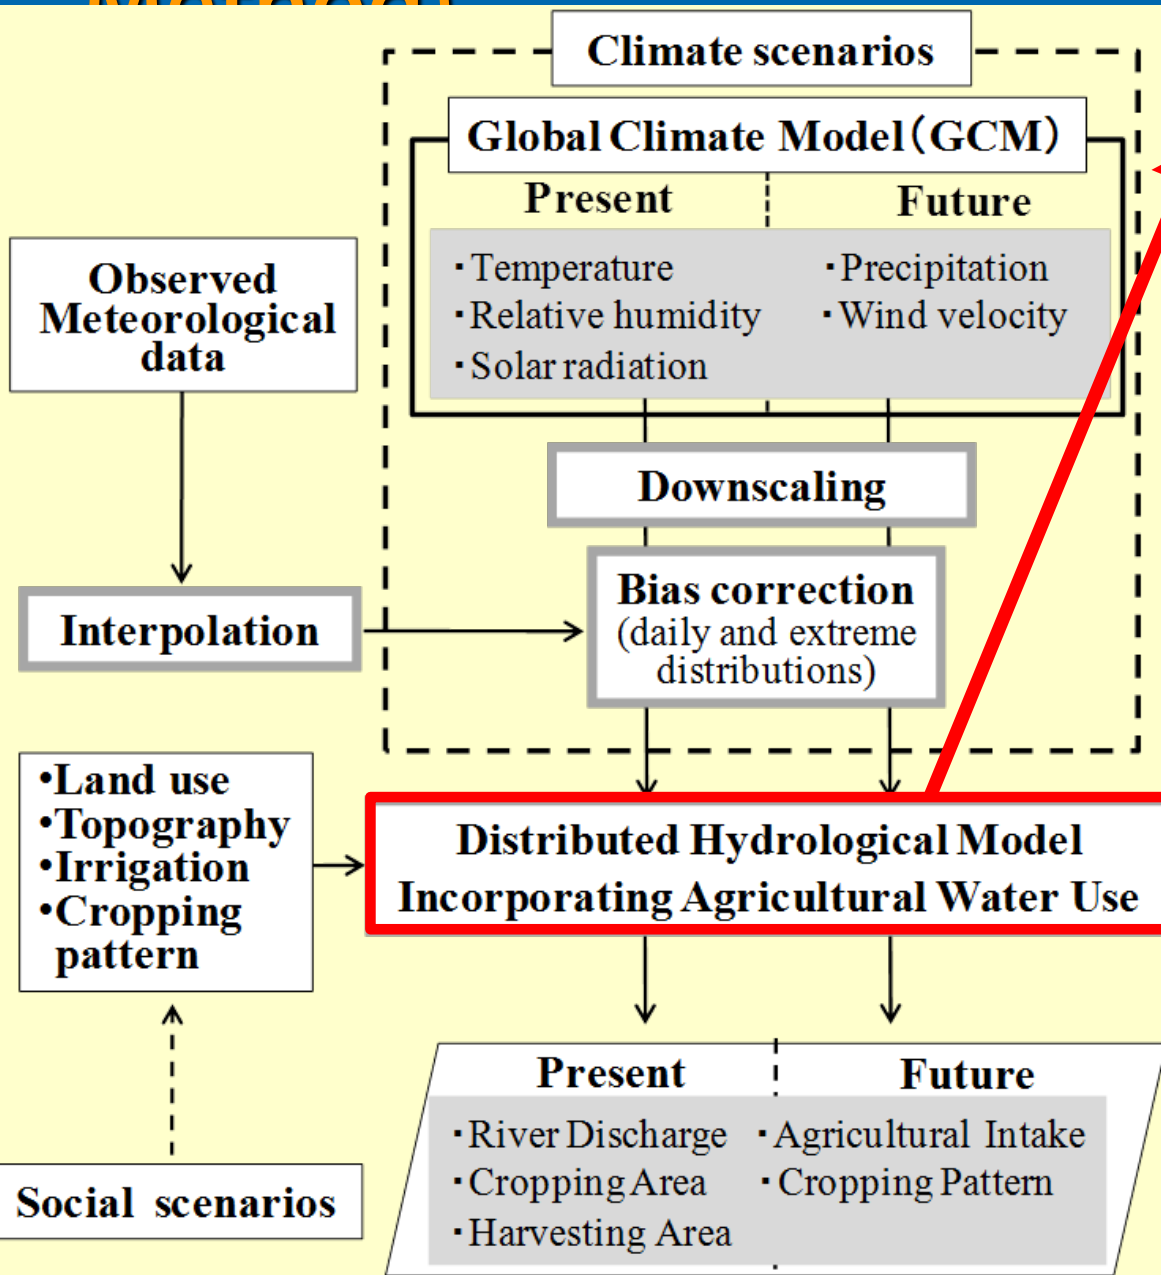 Climate scenarios
Global Climate Model(GCM)
Present
Future
・Temperature
・Precipitation
・Relative humidity
・Wind velocity
・Solar radiation
Observed
Meteorological
data
Downscaling
Interpolation
Bias correction
(daily and extreme
distributions)
•Land use
•Topography
•Irrigation
•Cropping
pattern
Distributed Hydrological Model
Incorporating Agricultural Water Use
Social scenarios
Present
Future
・River Discharge
・Agricultural Intake
・Cropping Area
・Cropping Pattern
・Harvesting Area